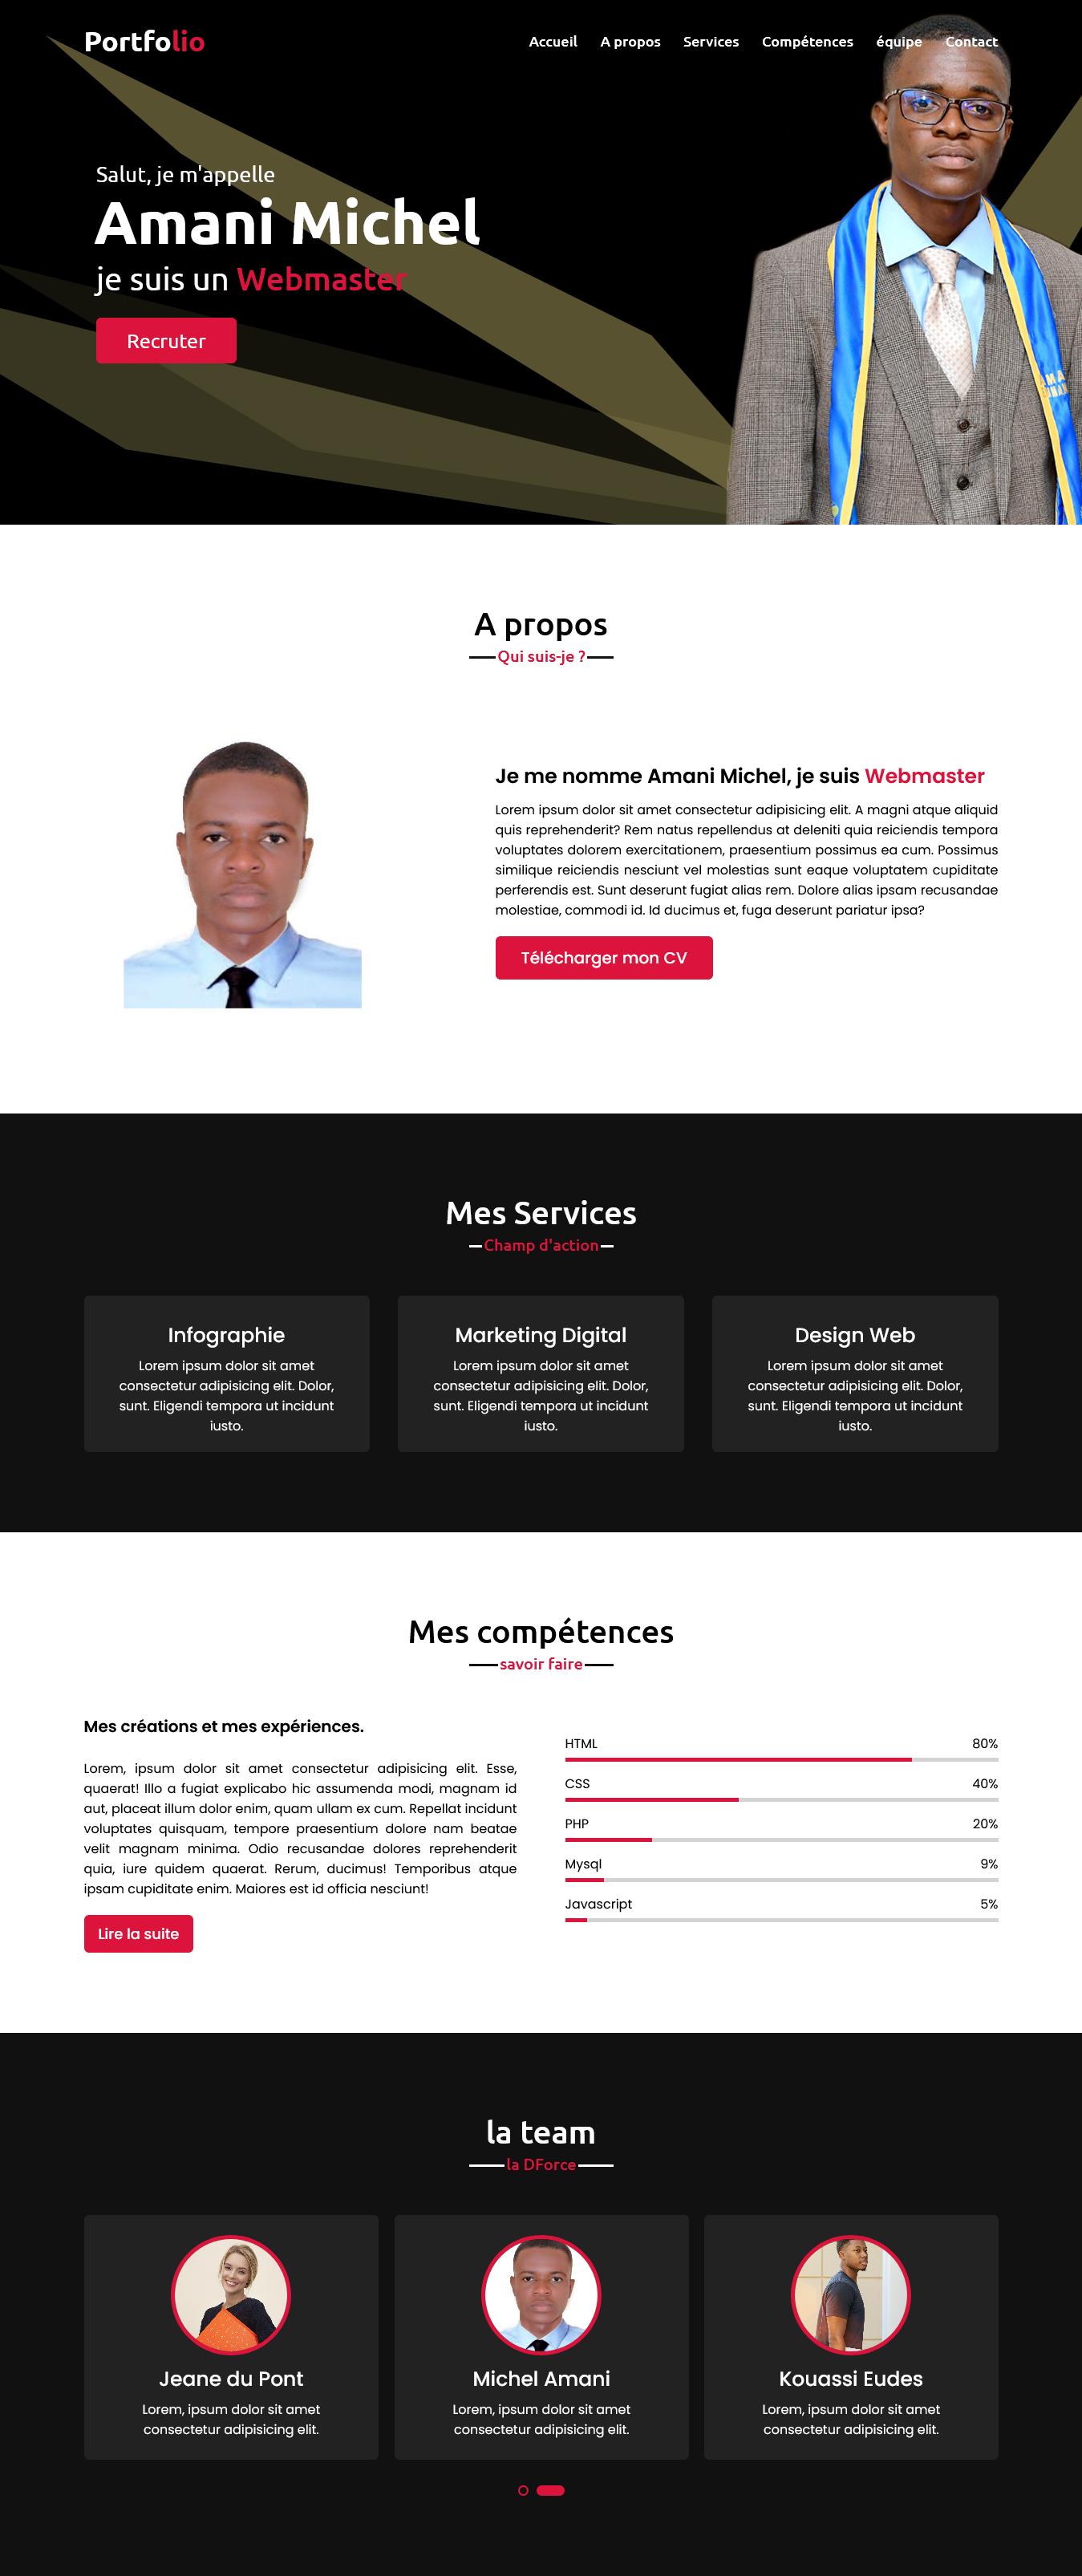 Portfolio
Accueil A propos Services Compétences équipe Contact
Salut, je m'appelle
Amani Michel
je suis un Webmaster
Recruter
A propos
Qui suis-je ?
Je me nomme Amani Michel, je suis Webmaster
Lorem ipsum dolor sit amet consectetur adipisicing elit. A magni atque aliquid
quis reprehenderit? Rem natus repellendus at deleniti quia reiciendis tempora
voluptates dolorem exercitationem, praesentium possimus ea cum. Possimus
similique reiciendis nesciunt vel molestias sunt eaque voluptatem cupiditate
perferendis est. Sunt deserunt fugiat alias rem. Dolore alias ipsam recusandae
molestiae, commodi id. Id ducimus et, fuga deserunt pariatur ipsa?
Télécharger mon CV
Mes Services
Champ d'action
Infographie
Lorem ipsum dolor sit amet
consectetur adipisicing elit. Dolor,
sunt. Eligendi tempora ut incidunt
iusto.
Marketing Digital
Lorem ipsum dolor sit amet
consectetur adipisicing elit. Dolor,
sunt. Eligendi tempora ut incidunt
iusto.
Design Web
Lorem ipsum dolor sit amet
consectetur adipisicing elit. Dolor,
sunt. Eligendi tempora ut incidunt
iusto.
Mes compétences
savoir faire
Mes créations et mes expériences.
Lorem, ipsum dolor sit amet consectetur adipisicing elit. Esse,
quaerat! Illo a fugiat explicabo hic assumenda modi, magnam id
aut, placeat illum dolor enim, quam ullam ex cum. Repellat incidunt
voluptates quisquam, tempore praesentium dolore nam beatae
velit magnam minima. Odio recusandae dolores reprehenderit
quia, iure quidem quaerat. Rerum, ducimus! Temporibus atque
ipsam cupiditate enim. Maiores est id officia nesciunt!
Lire la suite
HTML 80%
CSS 40%
PHP 20%
Mysql 9%
Javascript 5%
la team
la DForce
Jeane du Pont
Lorem, ipsum dolor sit amet
consectetur adipisicing elit.
Michel Amani
Lorem, ipsum dolor sit amet
consectetur adipisicing elit.
Kouassi Eudes
Lorem, ipsum dolor sit amet
consectetur adipisicing elit.